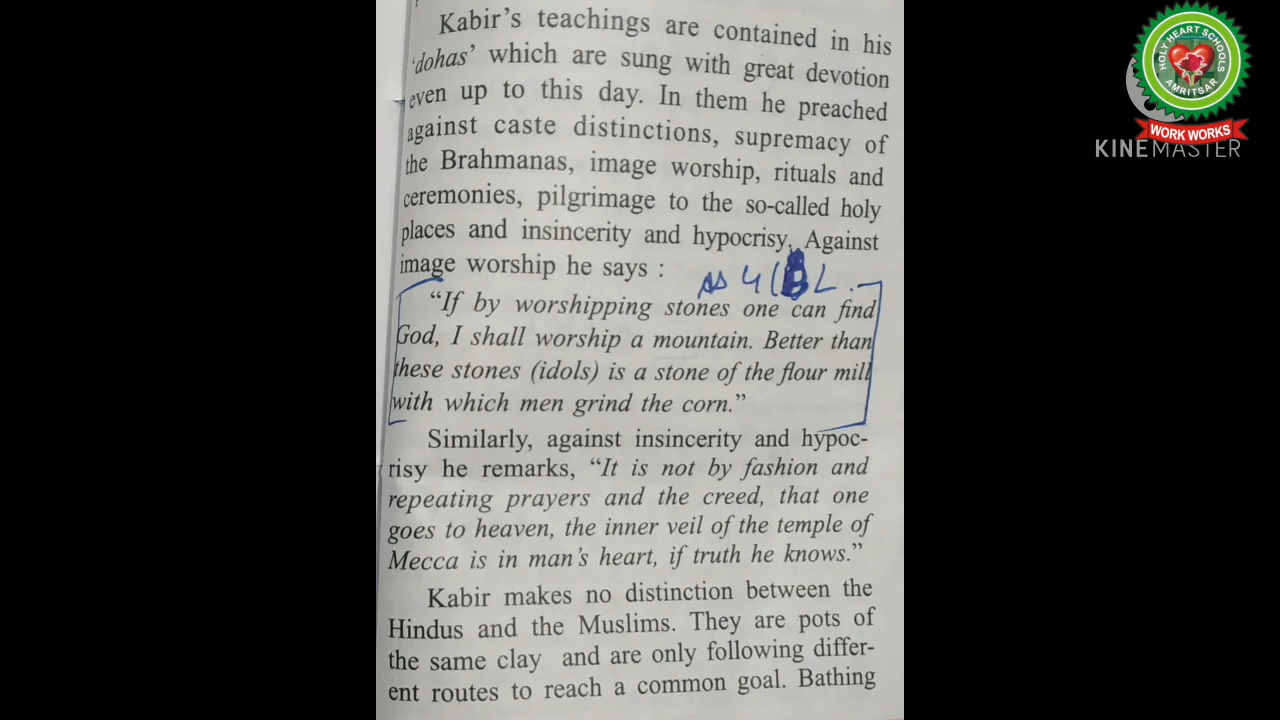 Kabir's teachings are contained in his
'dohas' which are sung with great devotion
even up to this day. In them he preached
against caste distinctions, supremacy of
the Brahmanas, image worship, rituals and
ceremonies, pilgrimage to the so-called holy
places and insincerity and hypocrisy. Against
image worship he says :
"If by worshipping stones one can find
God, I shall worship a mountain. Better than
these stones (idols) is a stone of the flour mill
with which men grind the corn."
Similarly, against insincerity and hypoc-
risy he remarks, "It is not by fashion and
repeating prayers and the creed, that one
goes to heaven, the inner veil of the temple of
Mecca is in man's heart, if truth he knows."
Kabir makes no distinction between the
Hindus and the Muslims. They are pots of
the same clay and are only following differ-
ent routes to reach a common goal. Bathing
HOLY HEART SCHOOLS
AMRITSAR
WORK WORKS
KINEMASTER